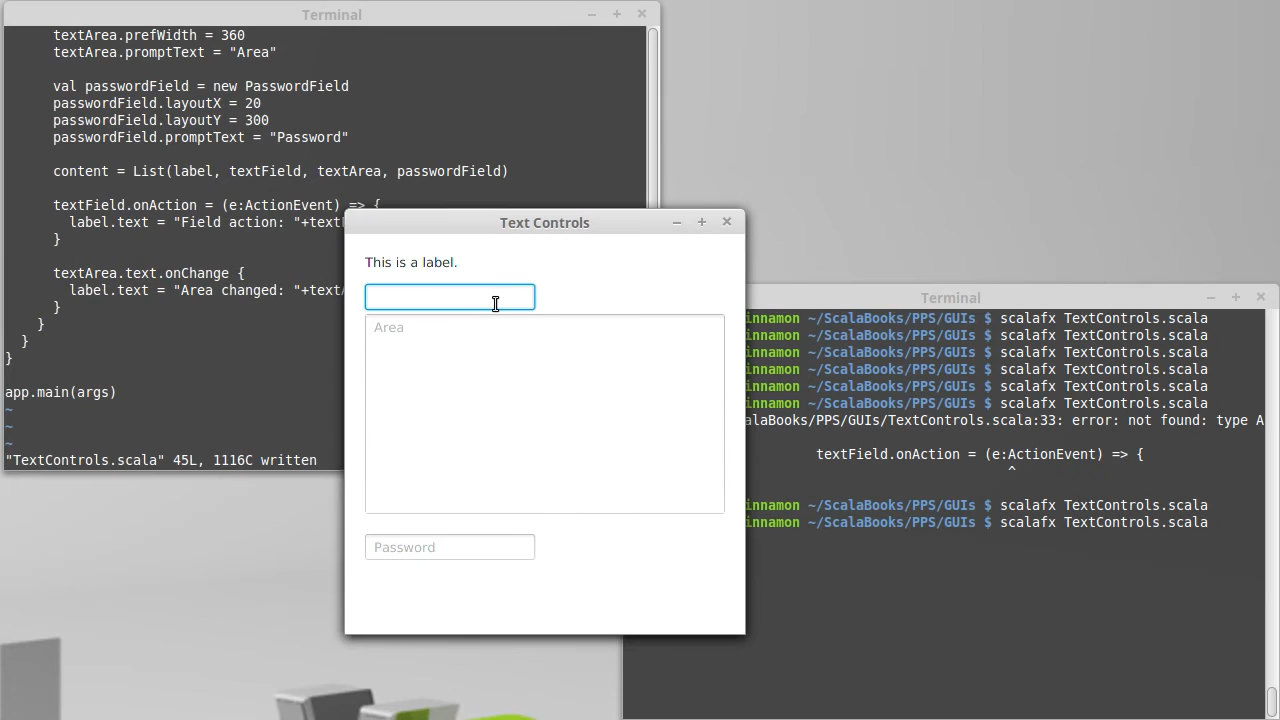 Terminal
textArea.prefWidth = 360
textArea.promptText = "Area"
val passwordField = new PasswordField
passwordField.layoutX = 20
passwordField.layoutY = 300
passwordField.promptText = "Password"
content = List(label, textField, textArea, passwordField)
textField.onAction = (e:ActionEvent) => {
label.text = "Field action: "+text
}
textArea.text.onChange {
label.text = "Area changed: "+text
}
}
}
}
app.main(args)
~
~
~
"TextControls.scala" 45L, 1116C written
Text Controls
This is a label.
Area
Password
Terminal
innamon ~/ScalaBooks/PPS/GUIs $ scalafx TextControls.scala
innamon ~/ScalaBooks/PPS/GUIs $ scalafx TextControls.scala
innamon ~/ScalaBooks/PPS/GUIs $ scalafx TextControls.scala
innamon ~/ScalaBooks/PPS/GUIs $ scalafx TextControls.scala
innamon ~/ScalaBooks/PPS/GUIs $ scalafx TextControls.scala
innamon ~/ScalaBooks/PPS/GUIs $ scalafx TextControls.scala
alaBooks/PPS/GUIs/TextControls.scala:33: error: not found: type A
textField.onAction = (e:ActionEvent) => {
^
innamon ~/ScalaBooks/PPS/GUIs $ scalafx TextControls.scala
innamon ~/ScalaBooks/PPS/GUIs $ scalafx TextControls.scala